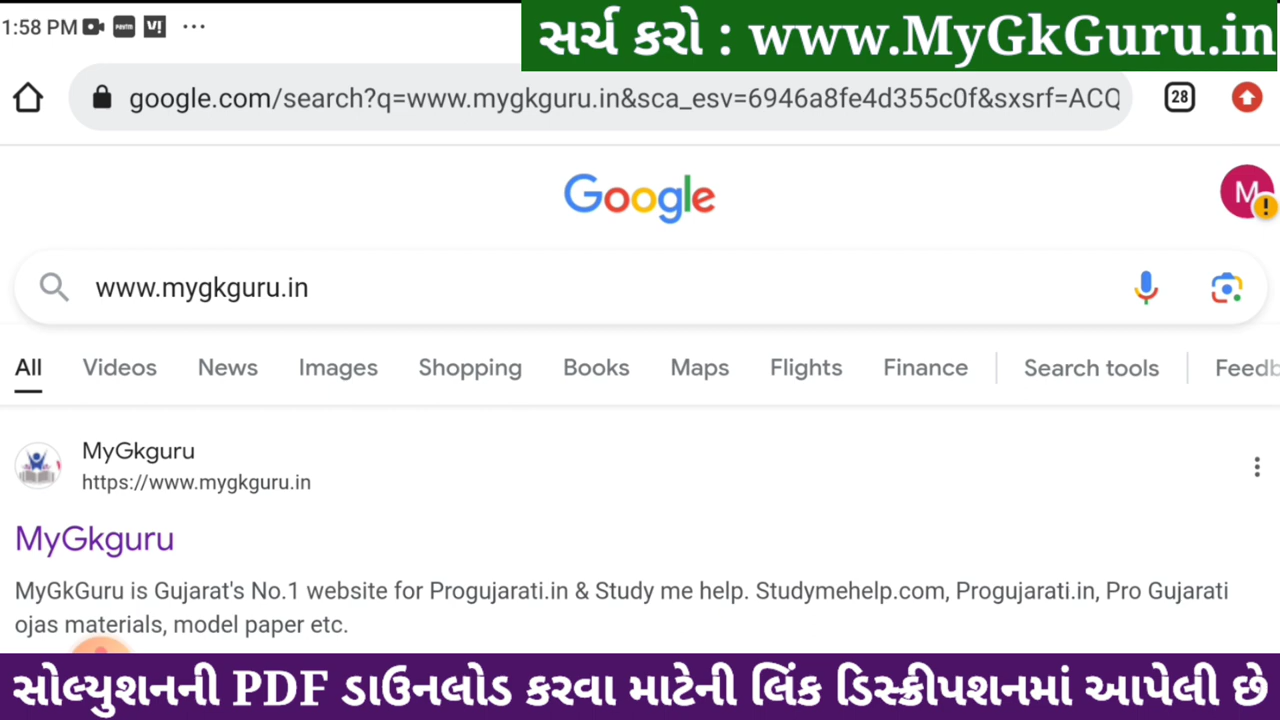 1:58 PM
સર્ચ કરો : www.MyGkGuru.in
google.com/search?q=www.mygkguru.in&sca_esv=6946a8fe4d355c0f&sxsrf=ACQ
28
Google
M
www.mygkguru.in
All Videos News Images Shopping Books Maps Flights Finance Search tools Feedb
MyGkguru
https://www.mygkguru.in
MyGkguru
MyGkGuru is Gujarat's No.1 website for Progujarati.in & Study me help. Studymehelp.com, Progujarati.in, Pro Gujarati
ojas materials, model paper etc.
સોલ્યુશનની PDF ડાઉનલોડ કરવા માટેની લિંક ડિસ્ક્રીપશનમાં આપેલી છે